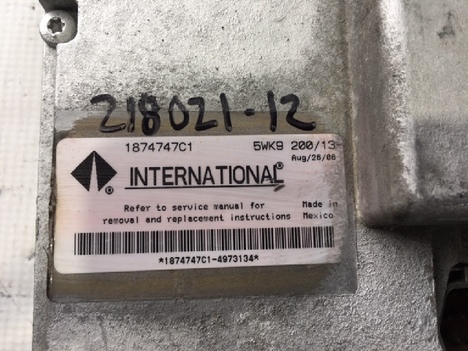 218021-12
1874747C1 5WK9 200/13
Aug/26/06
INTERNATIONAL®
Refer to service manual for Made in
removal and replacement instructions Mexico
*1874747C1-4973134*